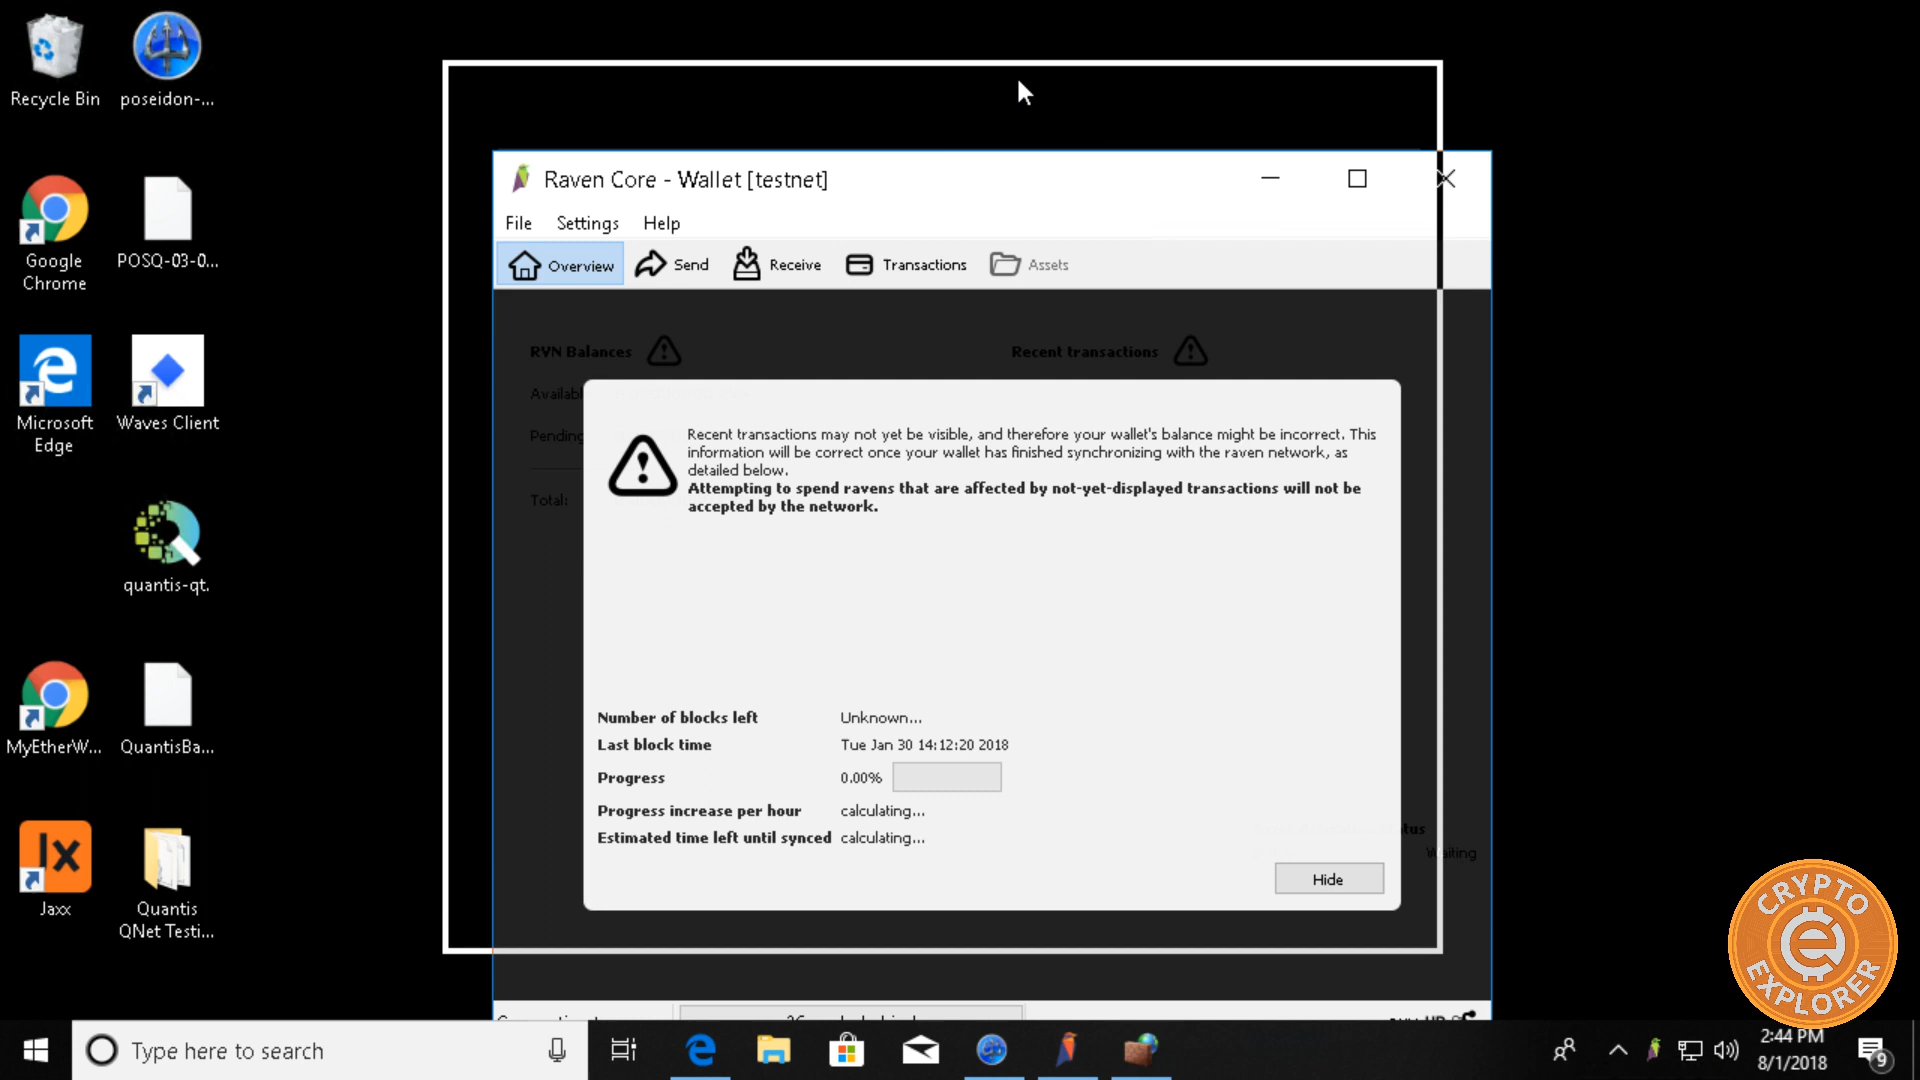 Recycle Bin
poseidon-...
Google
Chrome
POSQ-03-0...
Microsoft
Edge
Waves Client
quantis-qt.
MyEtherW...
QuantisBa...
Jaxx
Quantis
QNet Testi...
Raven Core - Wallet [testnet]
File Settings Help
Overview Send Receive Transactions Assets
RVN Balances
Recent transactions
Pending
Total:
Recent transactions may not yet be visible, and therefore your wallet's balance might be incorrect. This
information will be correct once your wallet has finished synchronizing with the raven network, as
detailed below.
Attempting to spend ravens that are affected by not-yet-displayed transactions will not be
accepted by the network.
Number of blocks left Unknown...
Last block time Tue Jan 30 14:12:20 2018
Progress 0.00%
Progress increase per hour calculating...
Estimated time left until synced calculating...
Hide
Waiting
CRYPTO
EXPLORER
Type here to search
2:44 PM
8/1/2018
9